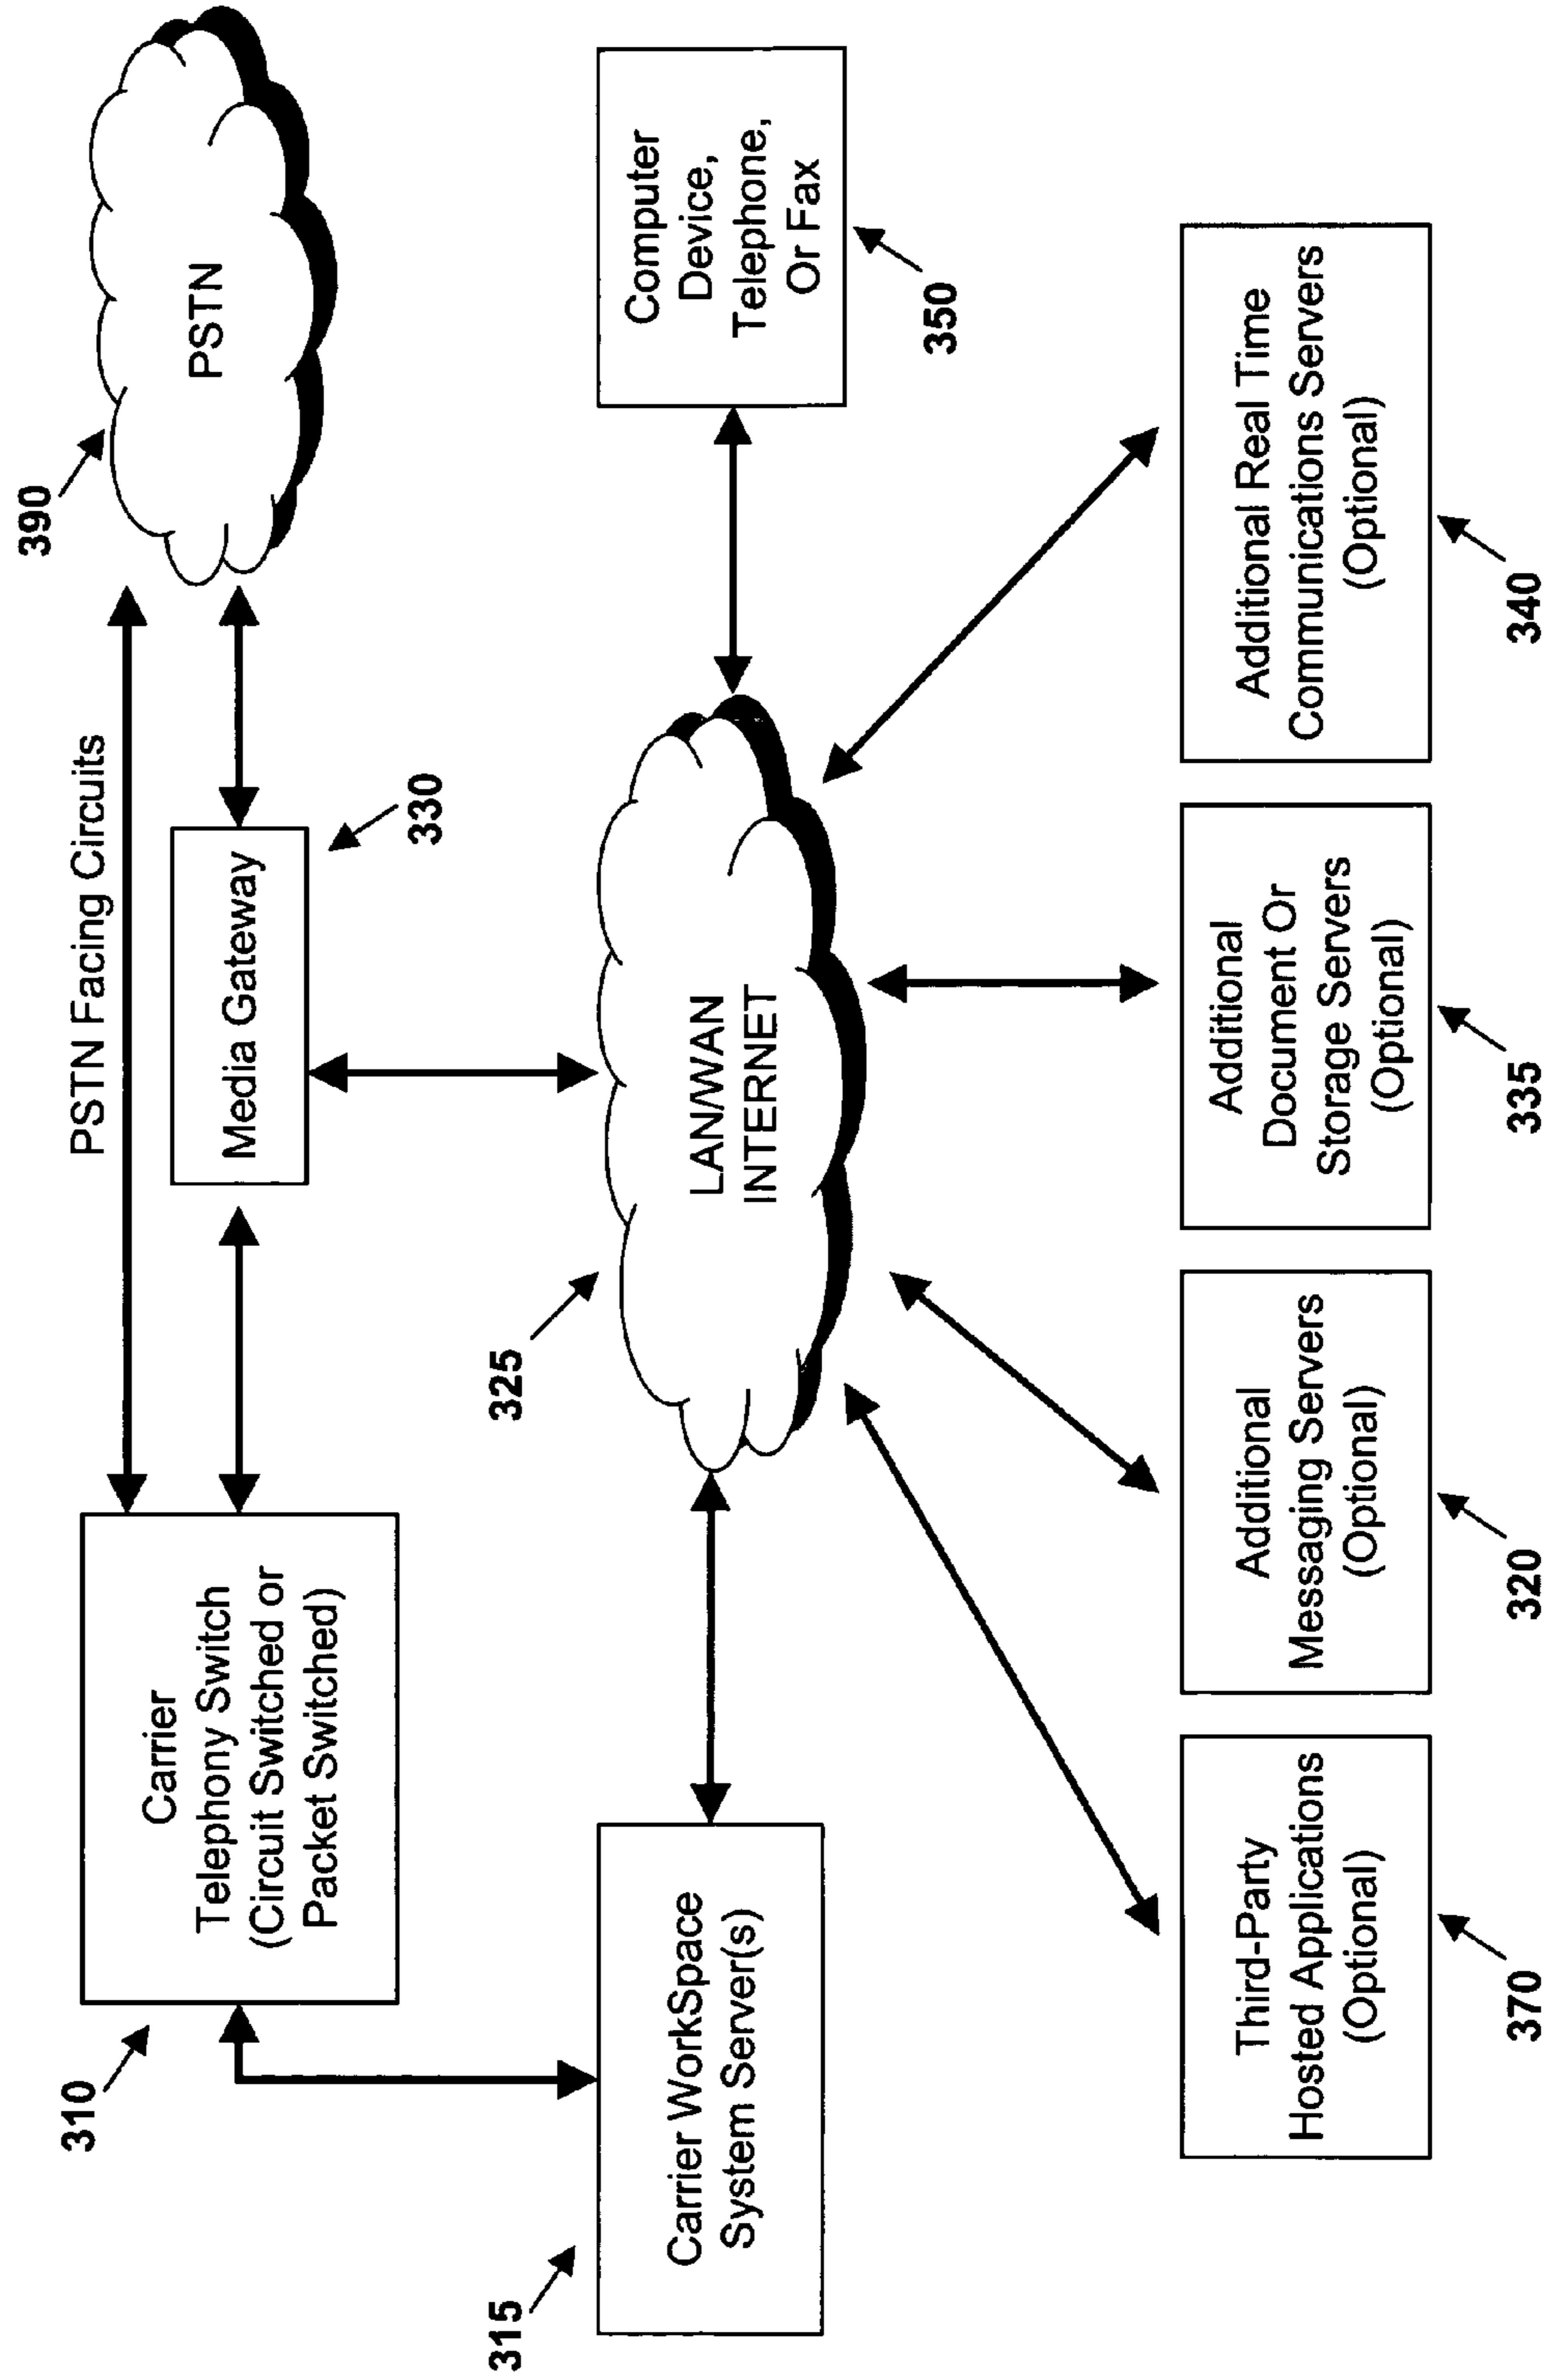 310
Carrier
Telephony Switch
(Circuit Switched or
Packet Switched)
PSTN Facing Circuits
390
PSTN
Media Gateway
330
315
Carrier WorkSpace
System Server(s)
325
LAN/WAN
INTERNET
Computer
Device,
Telephone,
Or Fax
350
Third-Party
Hosted Applications
(Optional)
370
Additional
Messaging Servers
(Optional)
320
Additional
Document Or
Storage Servers
(Optional)
335
Additional Real Time
Communications Servers
(Optional)
340